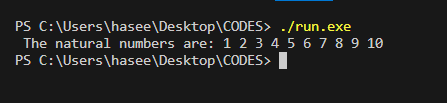 PS C:\Users\hasee\Desktop\CODES> ./run.exe
The natural numbers are: 1 2 3 4 5 6 7 8 9 10
PS C:\Users\hasee\Desktop\CODES>